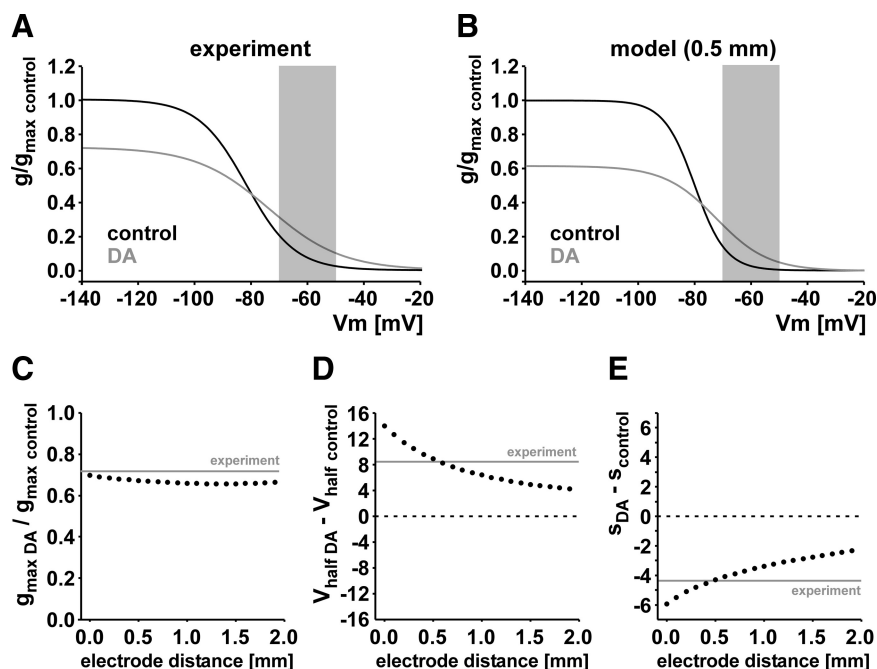 A
experiment
g/gmax control
1.2
1.0
0.8
0.6
0.4
0.2
0.0
control
DA
-140 -120 -100 -80 -60 -40 -20
Vm [mV]
B
model (0.5 mm)
g/gmax control
1.2
1.0
0.8
0.6
0.4
0.2
0.0
control
DA
-140 -120 -100 -80 -60 -40 -20
Vm [mV]
C
gmax DA / gmax control
1.0
0.8
0.6
0.4
0.2
0.0
experiment
0.0 0.5 1.0 1.5 2.0
electrode distance [mm]
D
Vhalf DA - Vhalf control
16
12
8
4
0
-4
-8
-12
-16
experiment
0.0 0.5 1.0 1.5 2.0
electrode distance [mm]
E
sDA - scontrol
6
4
2
0
-2
-4
-6
experiment
0.0 0.5 1.0 1.5 2.0
electrode distance [mm]